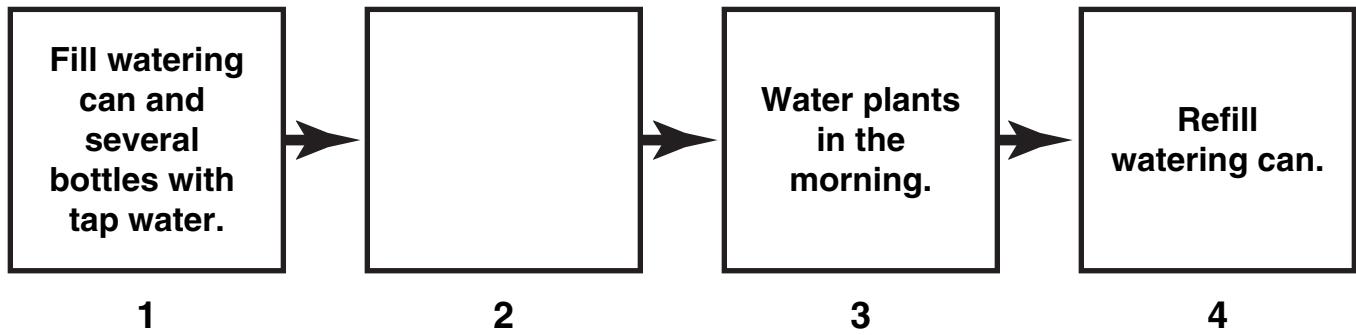 Fill watering
can and
several
bottles with
tap water.
Water plants
in the
morning.
Refill
watering can.
1
2
3
4